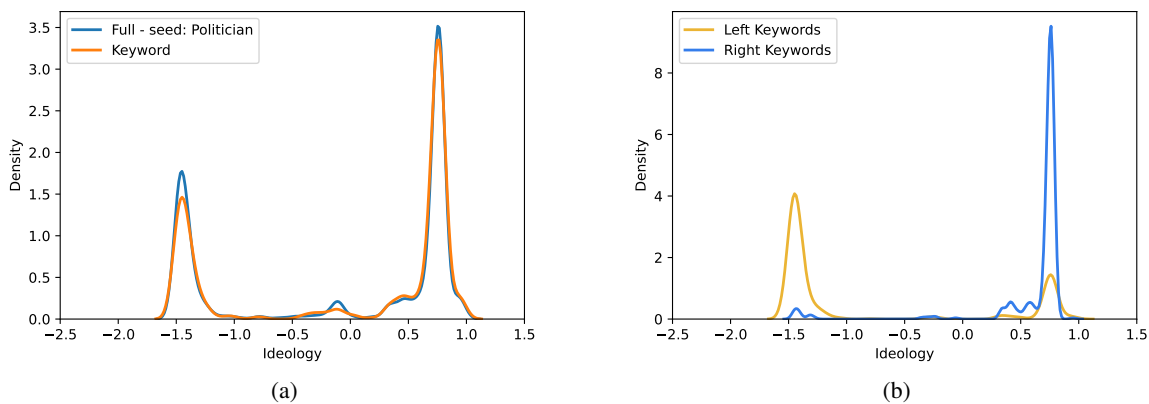 Full - seed: Politician
Keyword
3.5
3.0
2.5
2.0
1.5
1.0
0.5
0.0
Density
−2.5 −2.0 −1.5 −1.0 −0.5 0.0 0.5 1.0 1.5
Ideology
(a)
Left Keywords
Right Keywords
8
6
4
2
0
Density
−2.5 −2.0 −1.5 −1.0 −0.5 0.0 0.5 1.0 1.5
Ideology
(b)